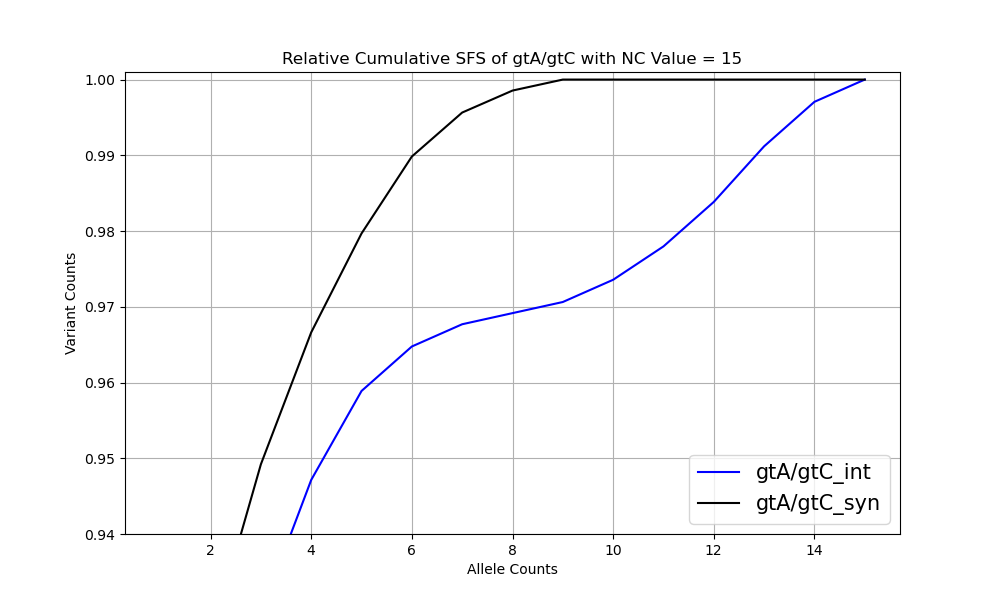 Relative Cumulative SFS of gtA/gtC with NC Value = 15
1.00
0.99
0.98
0.97
0.96
0.95
0.94
Variant Counts
2 4 6 8 10 12 14
Allele Counts
gtA/gtC_int
gtA/gtC_syn